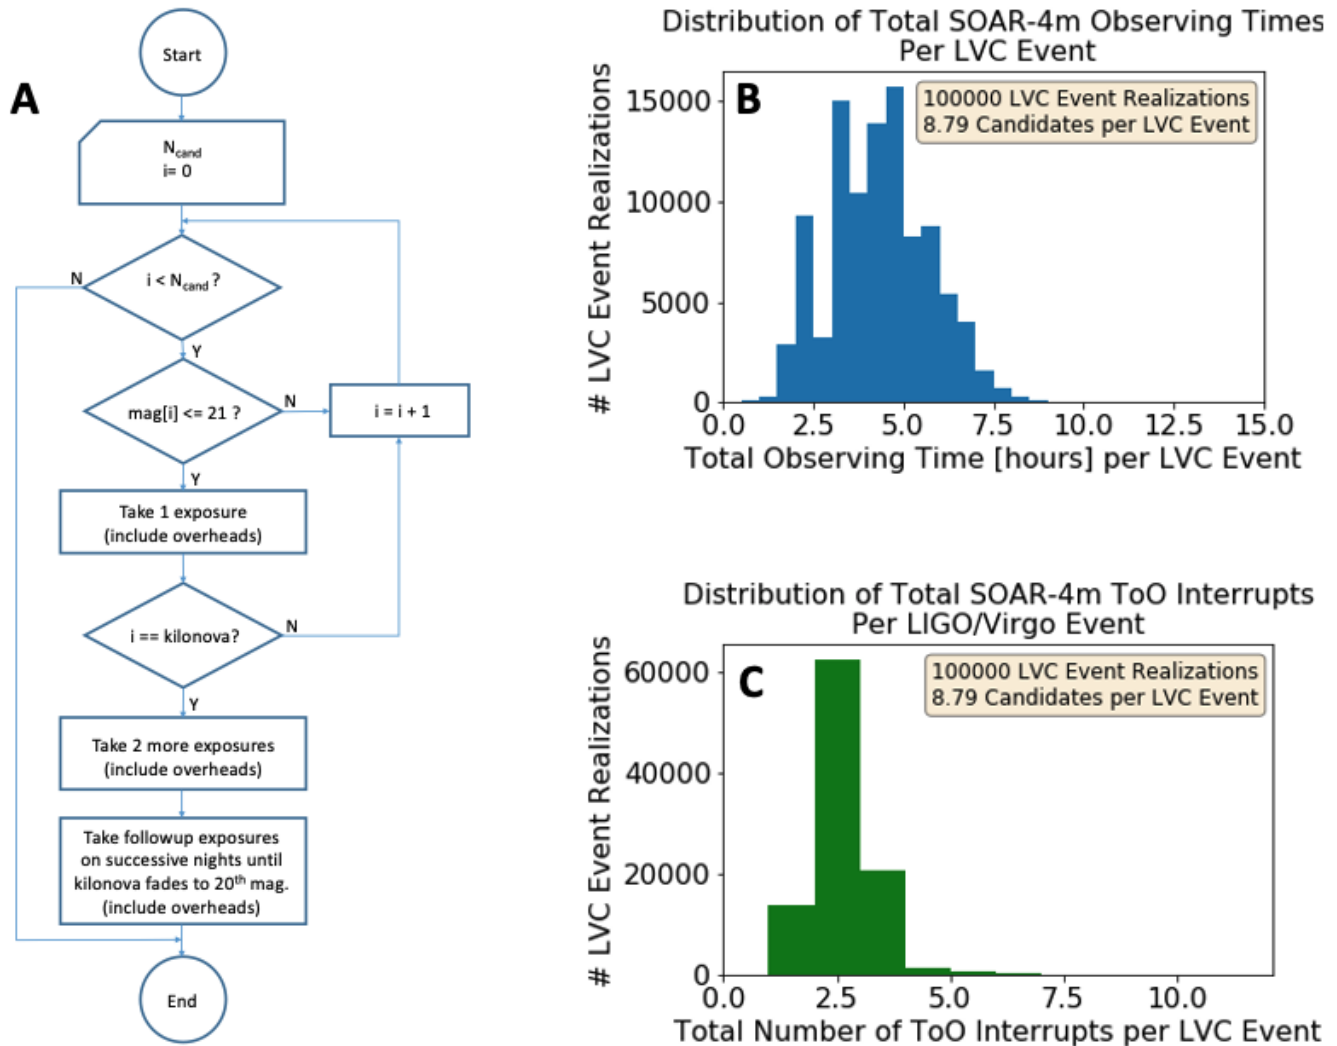 A
Start
N_cand
i= 0
i < N_cand ?
N
Y
mag[i] <= 21 ?
N
i = i + 1
Y
Take 1 exposure
(include overheads)
i == kilonova?
N
Y
Take 2 more exposures
(include overheads)
Take followup exposures
on successive nights until
kilonova fades to 20th mag.
(include overheads)
End
Distribution of Total SOAR-4m Observing Times
Per LVC Event
B
100000 LVC Event Realizations
8.79 Candidates per LVC Event
# LVC Event Realizations
15000
10000
5000
0
0.0 2.5 5.0 7.5 10.0 12.5 15.0
Total Observing Time [hours] per LVC Event
Distribution of Total SOAR-4m ToO Interrupts
Per LIGO/Virgo Event
C
100000 LVC Event Realizations
8.79 Candidates per LVC Event
# LVC Event Realizations
60000
40000
20000
0
0.0 2.5 5.0 7.5 10.0
Total Number of ToO Interrupts per LVC Event